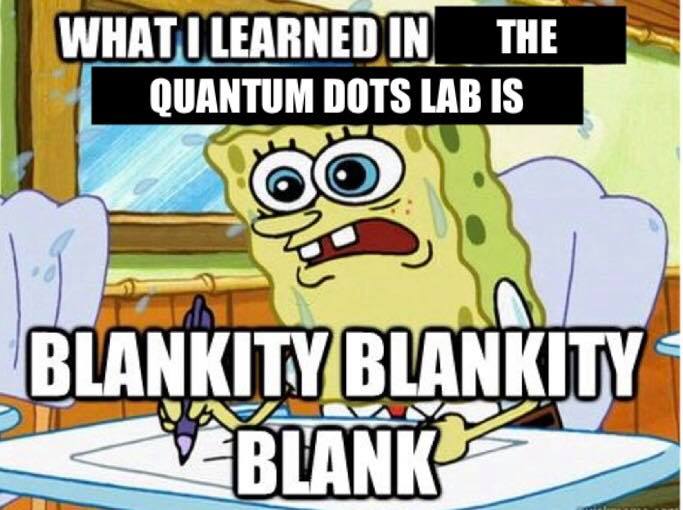 WHAT I LEARNED IN THE
QUANTUM DOTS LAB IS
BLANKITY BLANKITY
BLANK